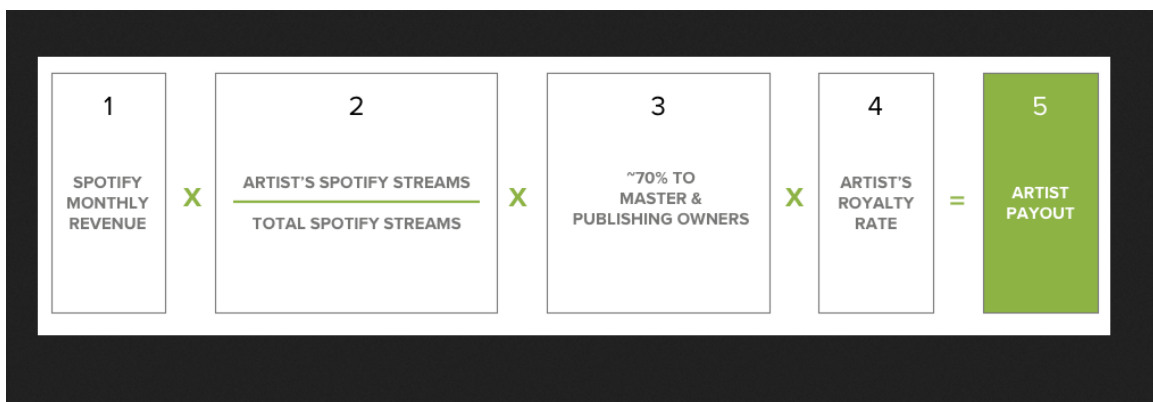 1
SPOTIFY
MONTHLY
REVENUE
X
2
ARTIST'S SPOTIFY STREAMS
TOTAL SPOTIFY STREAMS
X
3
~70% TO
MASTER &
PUBLISHING OWNERS
X
4
ARTIST'S
ROYALTY
RATE
=
5
ARTIST
PAYOUT